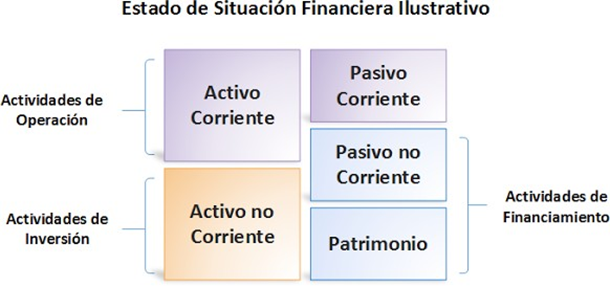 Estado de Situación Financiera Ilustrativo
Actividades de
Operación
Activo
Corriente
Pasivo
Corriente
Pasivo no
Corriente
Actividades de
Inversión
Activo no
Corriente
Patrimonio
Actividades de
Financiamiento